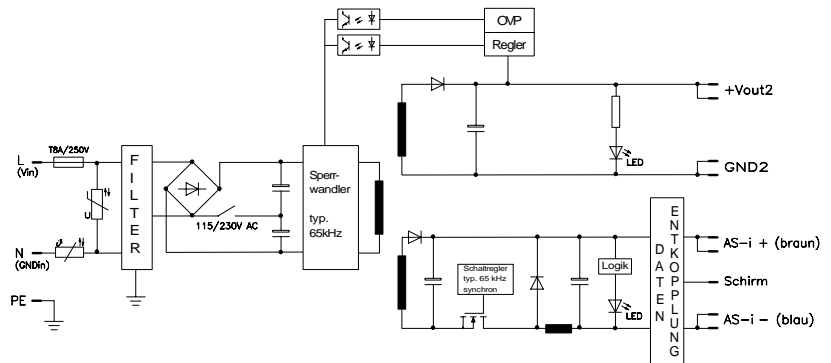 OVP
Regler
+Vout2
T8A/250V
L
(Vin)
FILTER
Sperr-
wandler
typ.
65kHz
LED
GND2
U
115/230V AC
N
(GNDin)
ϑ
PE
Schaltregler
typ. 65 kHz
synchron
Logik
LED
DATEN
ENTKOPPLUNG
AS-i + (braun)
Schirm
AS-i - (blau)